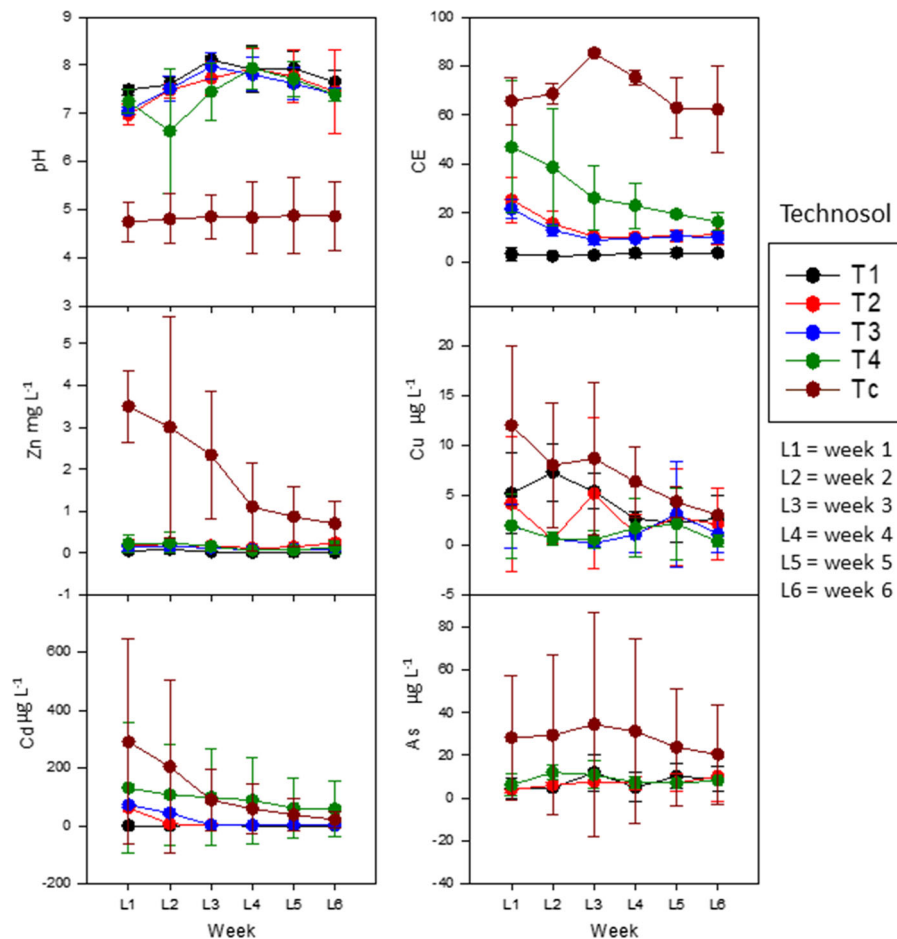 9
8
7
6
5
4
3
pH
100
80
60
40
20
0
CE
5
4
3
2
1
0
-1
Zn mg L-1
20
15
10
5
0
-5
Cu µg L-1
600
400
200
0
-200
Cd µg L-1
L1 L2 L3 L4 L5 L6
Week
80
60
40
20
0
-20
-40
As µg L-1
L1 L2 L3 L4 L5 L6
Week
Technosol
T1
T2
T3
T4
Tc
L1 = week 1
L2 = week 2
L3 = week 3
L4 = week 4
L5 = week 5
L6 = week 6